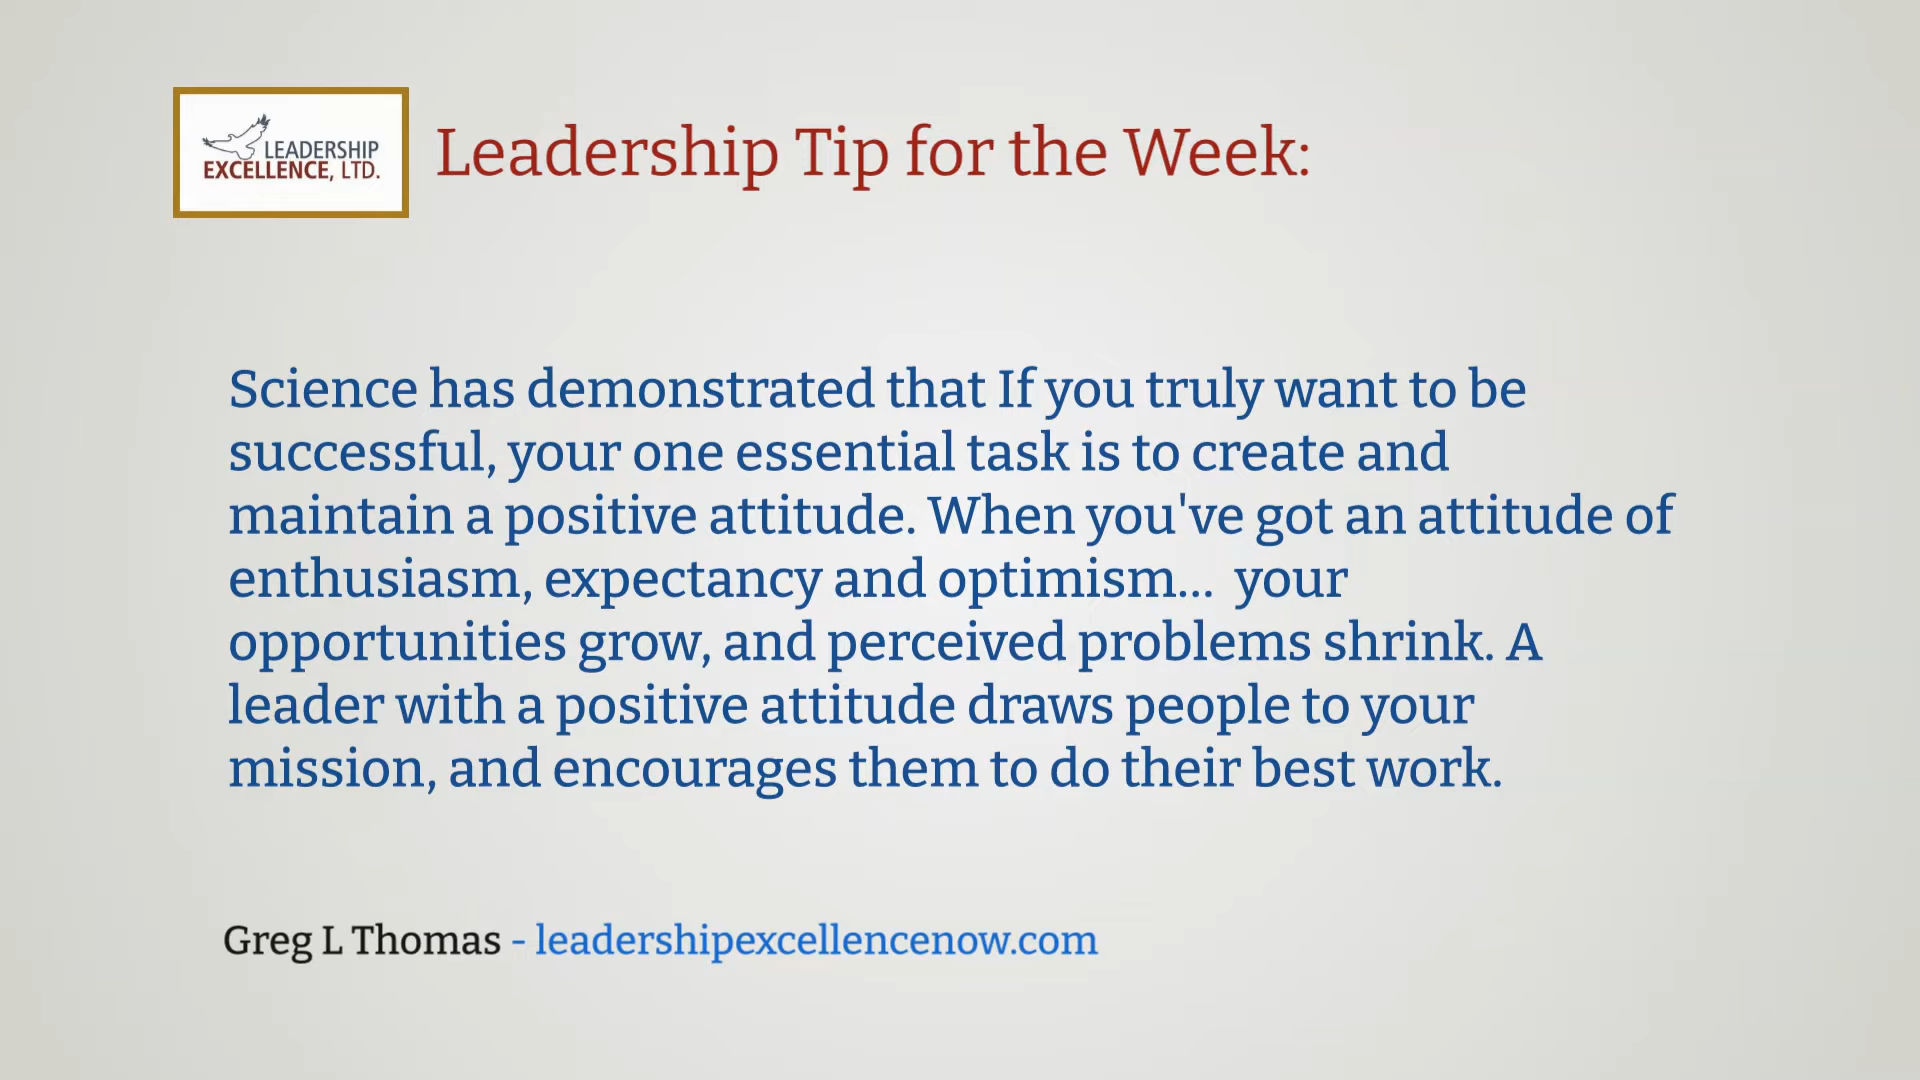 LEADERSHIP
EXCELLENCE, LTD.
Leadership Tip for the Week:
Science has demonstrated that If you truly want to be
successful, your one essential task is to create and
maintain a positive attitude. When you've got an attitude of
enthusiasm, expectancy and optimism...  your
opportunities grow, and perceived problems shrink. A
leader with a positive attitude draws people to your
mission, and encourages them to do their best work.
Greg L Thomas - leadershipexcellencenow.com